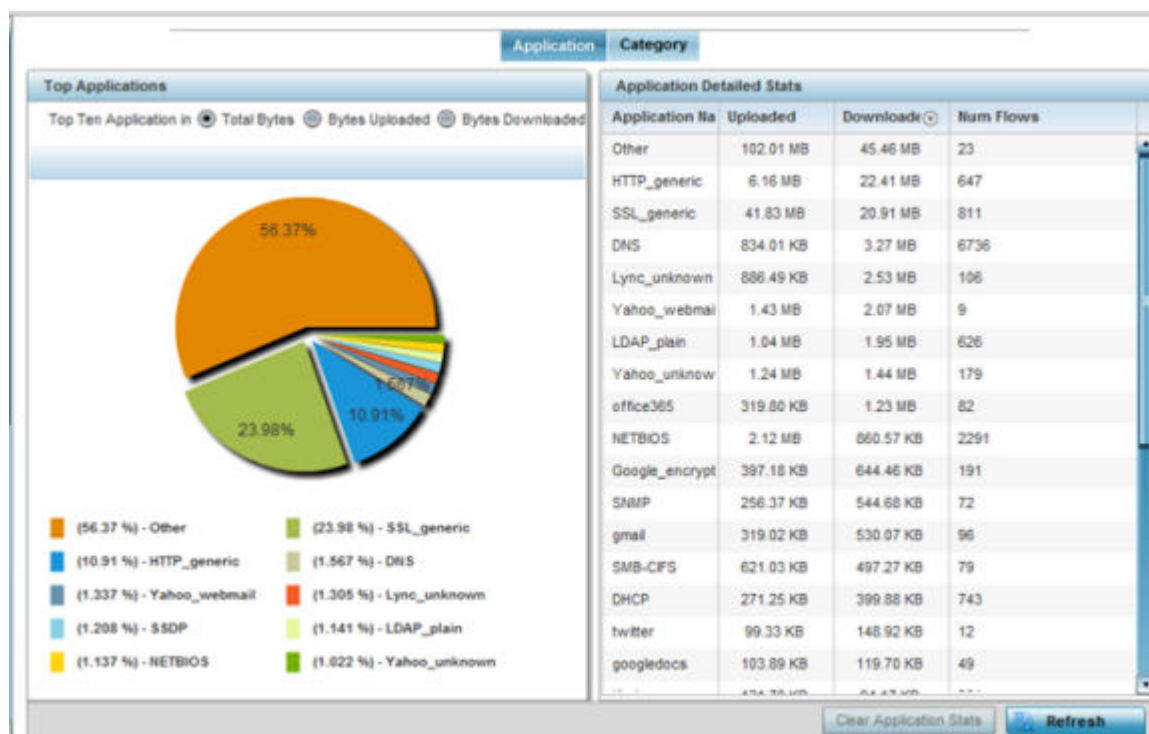 Application Category
Top Applications
Top Ten Application in Total Bytes Bytes Uploaded Bytes Downloaded
56.37%
23.98%
10.91%
1.567%
(56.37 %) - Other
(23.98 %) - SSL_generic
(10.91 %) - HTTP_generic
(1.567 %) - DNS
(1.337 %) - Yahoo_webmail
(1.305 %) - Lync_unknown
(1.208 %) - SSDP
(1.141 %) - LDAP_plain
(1.137 %) - NETBIOS
(1.022 %) - Yahoo_unknown
Application Detailed Stats
Application Na Uploaded Downloade Num Flows
Other 102.01 MB 45.46 MB 23
HTTP_generic 6.16 MB 22.41 MB 647
SSL_generic 41.83 MB 20.91 MB 811
DNS 834.01 KB 3.27 MB 6736
Lync_unknown 886.49 KB 2.53 MB 106
Yahoo_webmai 1.43 MB 2.07 MB 9
LDAP_plain 1.04 MB 1.95 MB 626
Yahoo_unknow 1.24 MB 1.44 MB 179
office365 319.80 KB 1.23 MB 82
NETBIOS 2.12 MB 860.57 KB 2291
Google_encrypt 397.18 KB 644.46 KB 191
SNMP 256.37 KB 544.68 KB 72
gmail 319.02 KB 530.07 KB 96
SMB-CIFS 621.03 KB 497.27 KB 79
DHCP 271.25 KB 399.88 KB 743
twitter 99.33 KB 148.92 KB 12
googledocs 103.89 KB 119.70 KB 49
Clear Application Stats Refresh